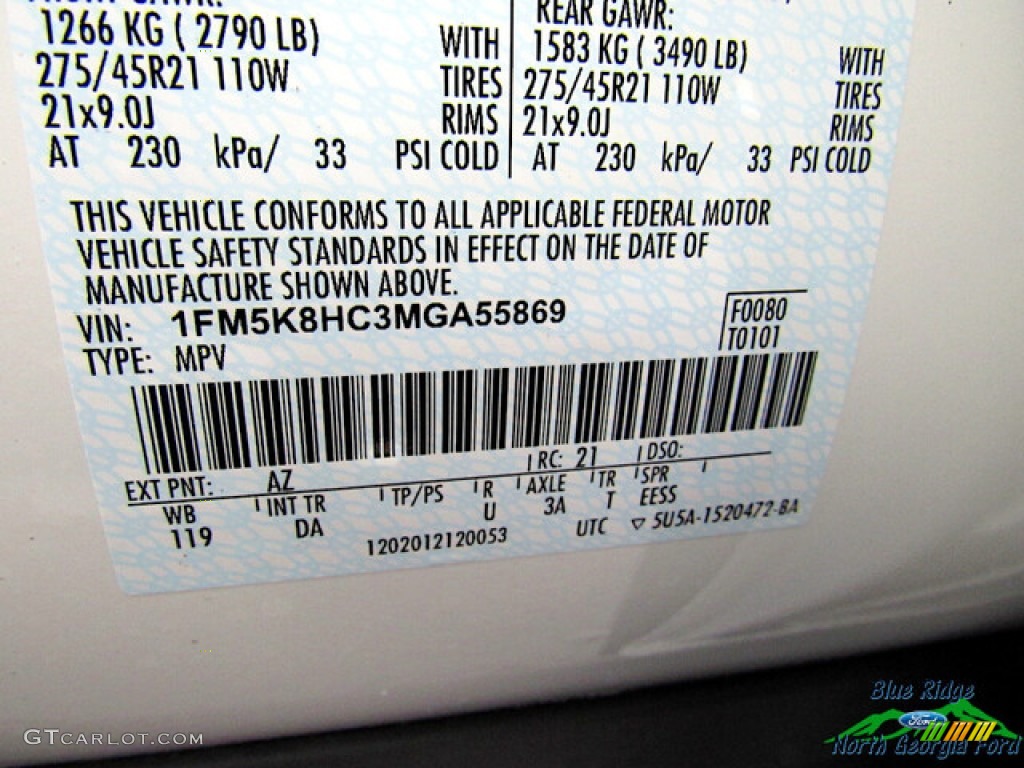 FRONT GAWR:
1266 KG ( 2790 LB) WITH
275/45R21 110W TIRES
21x9.0J RIMS
AT 230 kPa/ 33 PSI COLD
REAR GAWR:
1583 KG ( 3490 LB) WITH
275/45R21 110W TIRES
21x9.0J RIMS
AT 230 kPa/ 33 PSI COLD
THIS VEHICLE CONFORMS TO ALL APPLICABLE FEDERAL MOTOR
VEHICLE SAFETY STANDARDS IN EFFECT ON THE DATE OF
MANUFACTURE SHOWN ABOVE.
VIN: 1FM5K8HC3MGA55869
F0080
T0101
TYPE: MPV
EXT PNT: AZ RC: 21 DSO:
WB INT TR TP/PS R AXLE TR SPR
119 DA U 3A T EESS
1202012120053 UTC ▽ 5U5A-1520472-BA
GTCARLOT.COM
Blue Ridge
Ford
North Georgia Ford